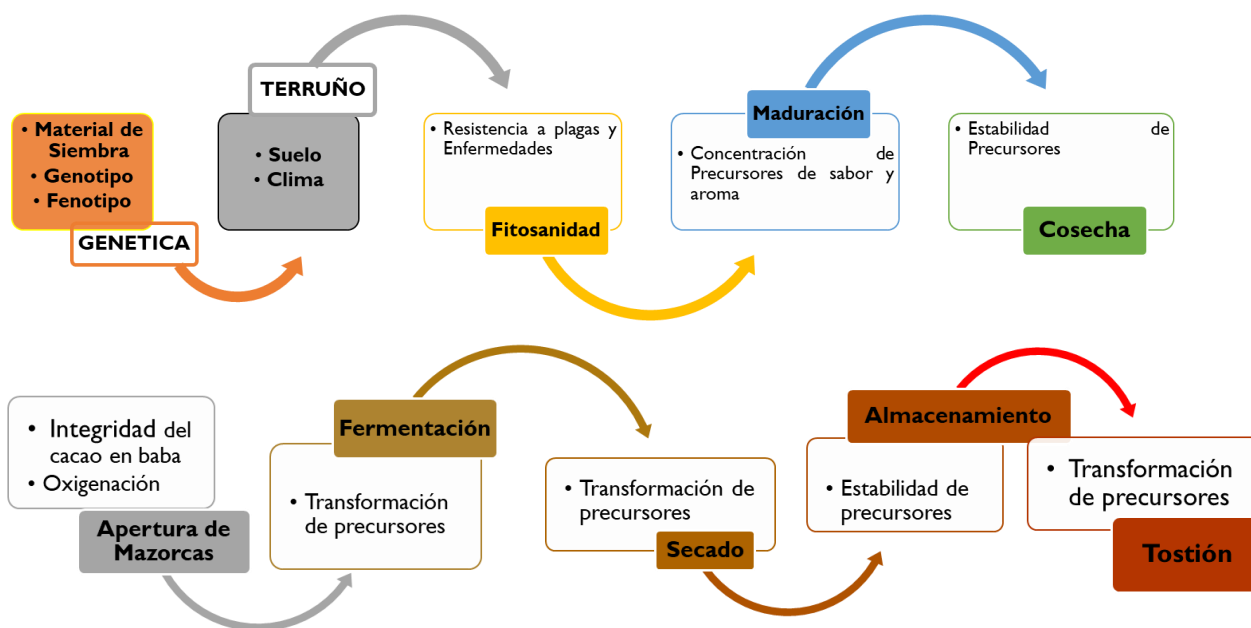 • Material de
Siembra
• Genotipo
• Fenotipo
GENETICA
TERRUÑO
• Suelo
• Clima
• Resistencia a plagas y
Enfermedades
Fitosanidad
Maduración
• Concentración de
Precursores de sabor y
aroma
• Estabilidad de
Precursores
Cosecha
• Integridad del
cacao en baba
• Oxigenación
Apertura de
Mazorcas
Fermentación
• Transformación
de precursores
• Transformación de
precursores
Secado
Almacenamiento
• Estabilidad de
precursores
• Transformación
de precursores
Tostión